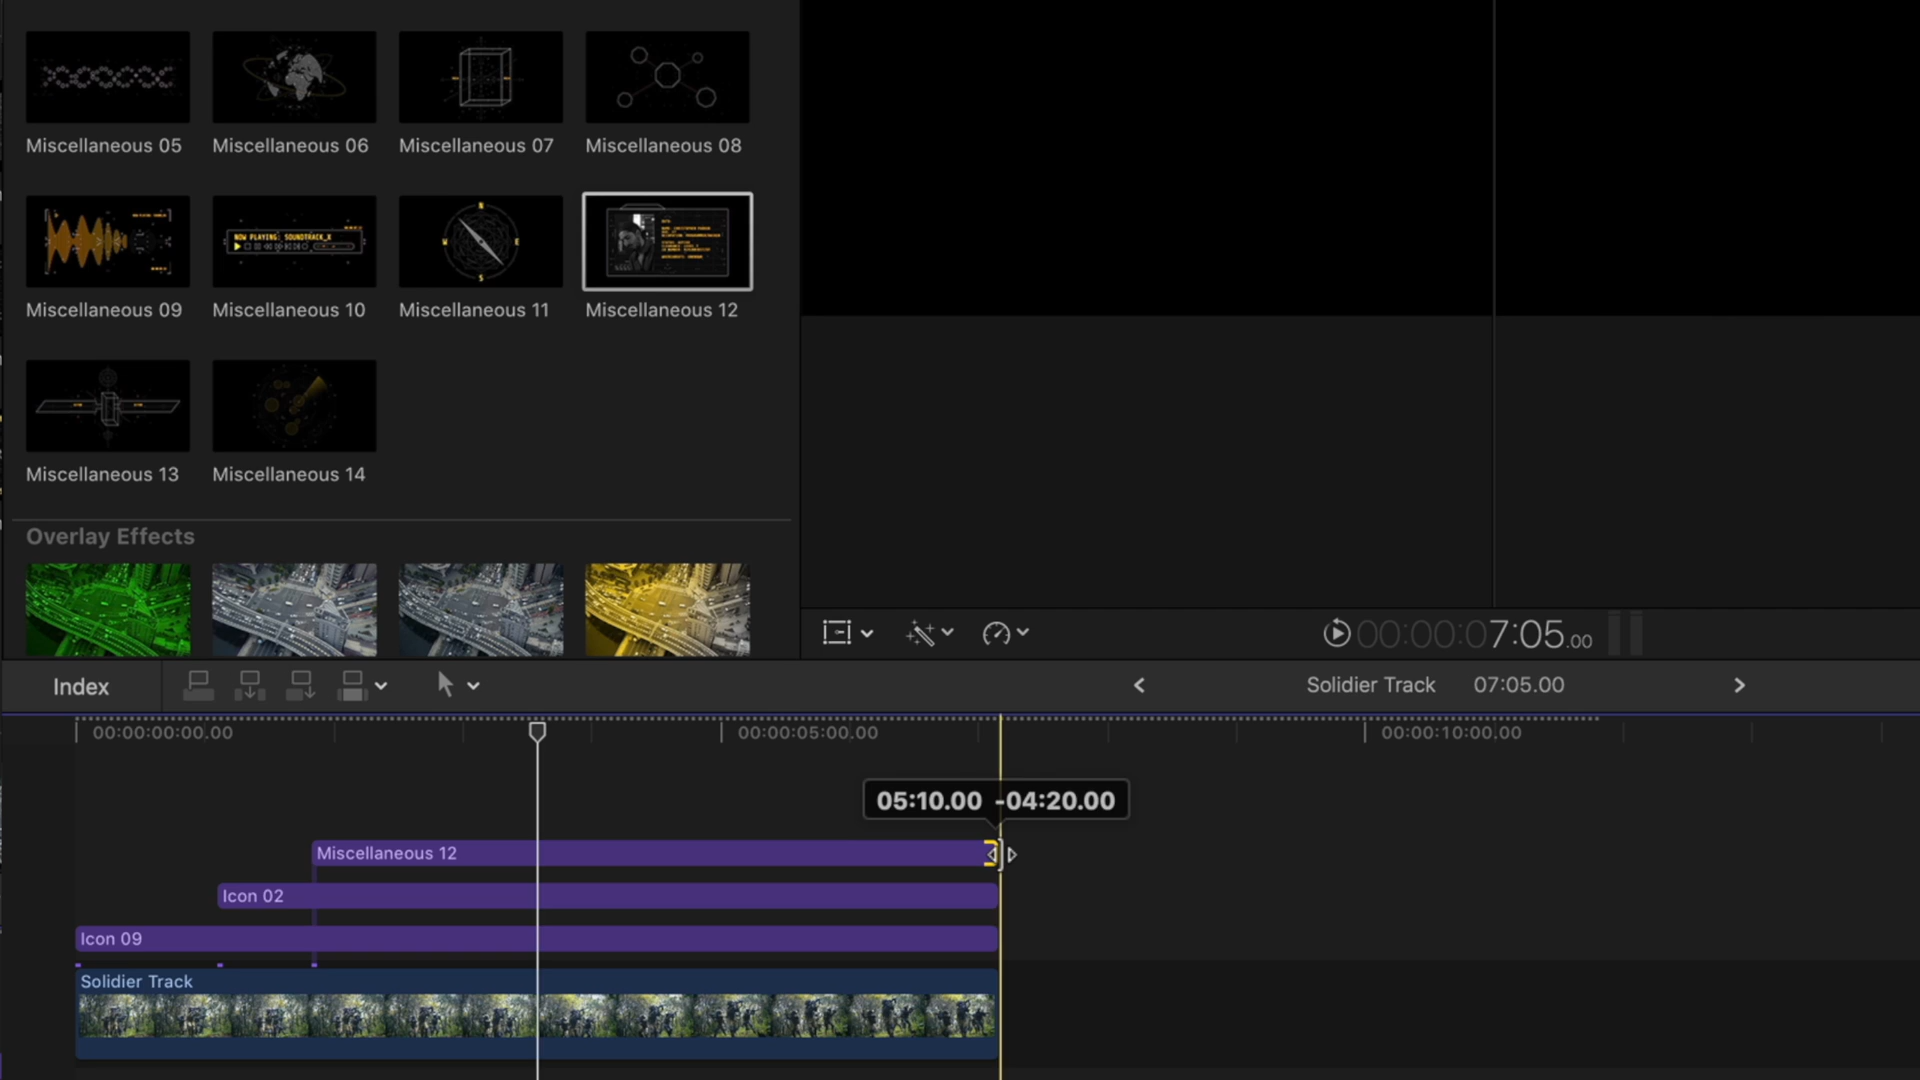 Miscellaneous 05
Miscellaneous 06
Miscellaneous 07
Miscellaneous 08
NOW PLAYING: SOUNDTRACK_X
N
W
E
S
Miscellaneous 09
Miscellaneous 10
Miscellaneous 11
Miscellaneous 12
Miscellaneous 13
Miscellaneous 14
Overlay Effects
00:00:07:05.00
Index
Solidier Track
07:05.00
00:00:00:00.00
00:00:05:00.00
00:00:10:00.00
05:10.00 -04:20.00
Miscellaneous 12
Icon 02
Icon 09
Solidier Track